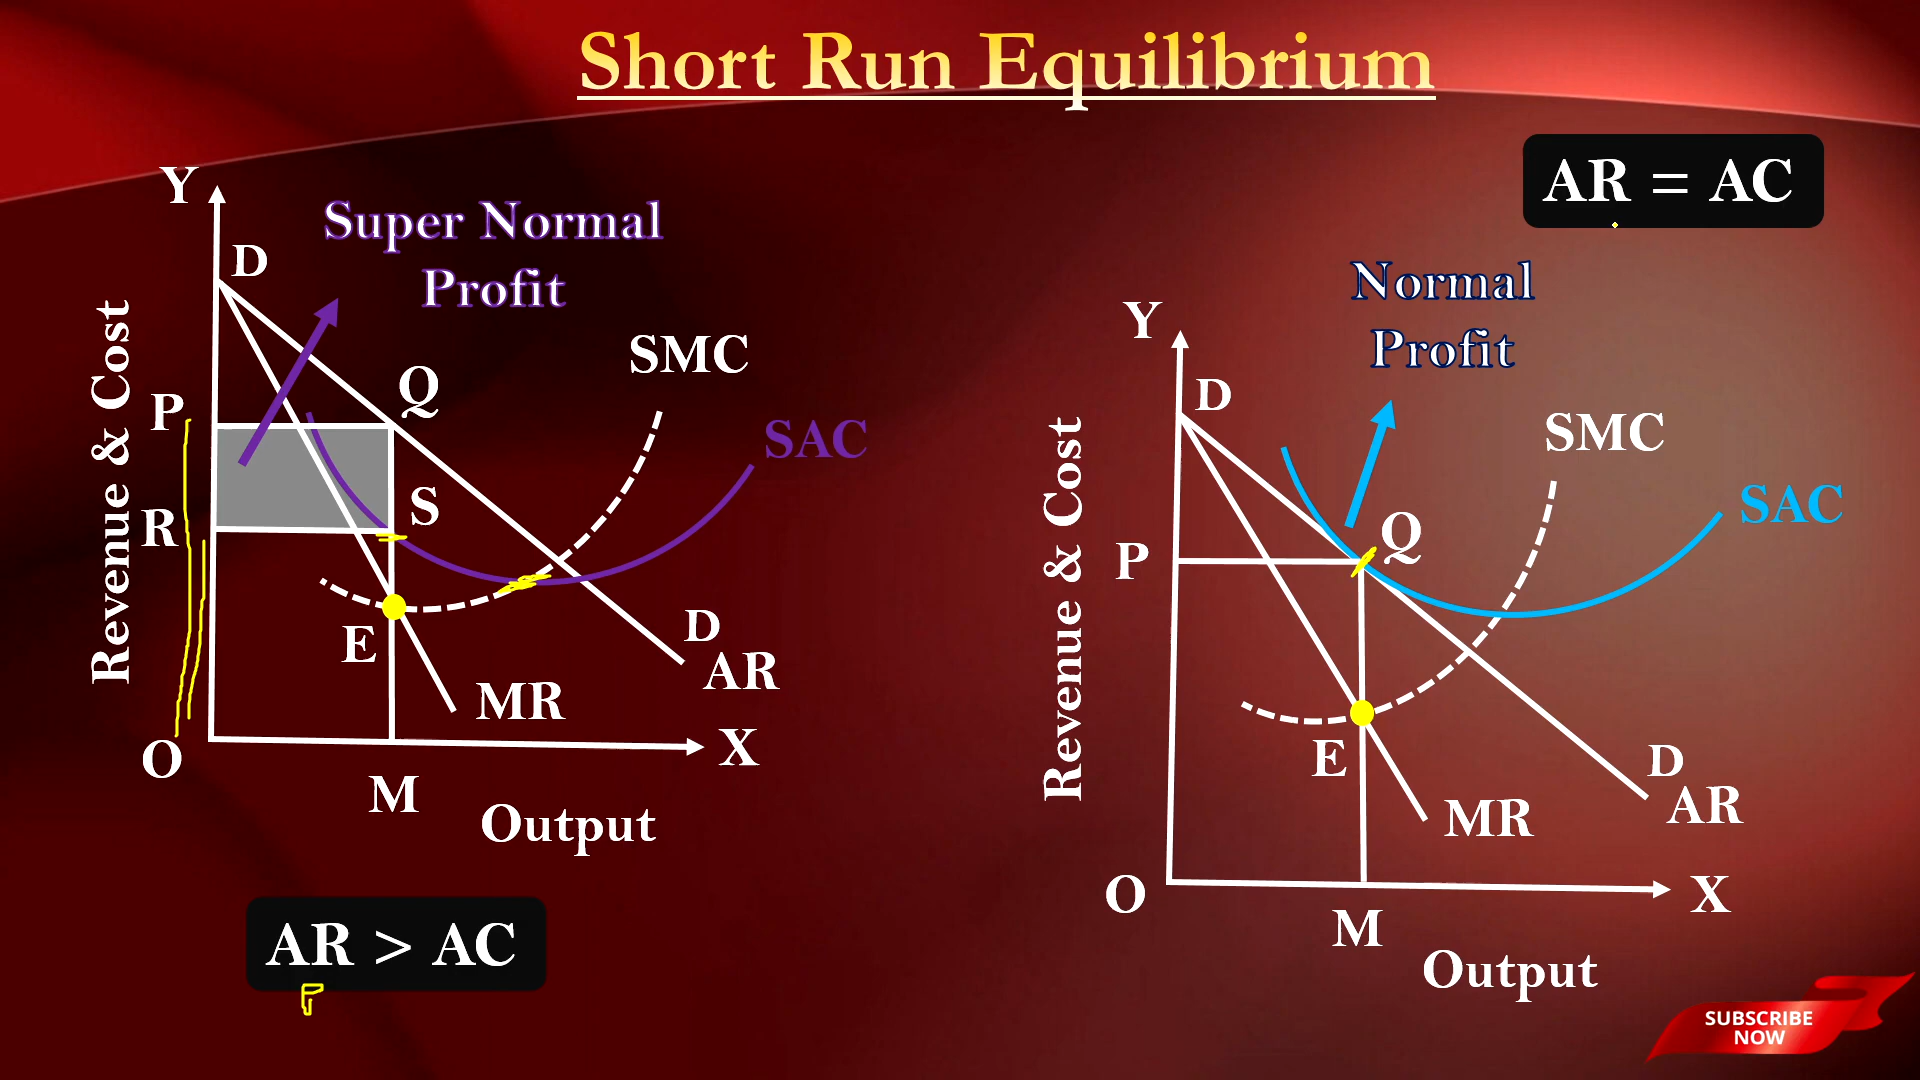 Short Run Equilibrium
Y
D
Super Normal
Profit
Revenue & Cost
P
Q
SMC
SAC
R
S
E
D
AR
MR
O
X
M
Output
AR > AC
P
AR = AC
Normal
Profit
Y
D
Revenue & Cost
SMC
SAC
P
Q
E
D
AR
MR
O
X
M
Output
SUBSCRIBE
NOW